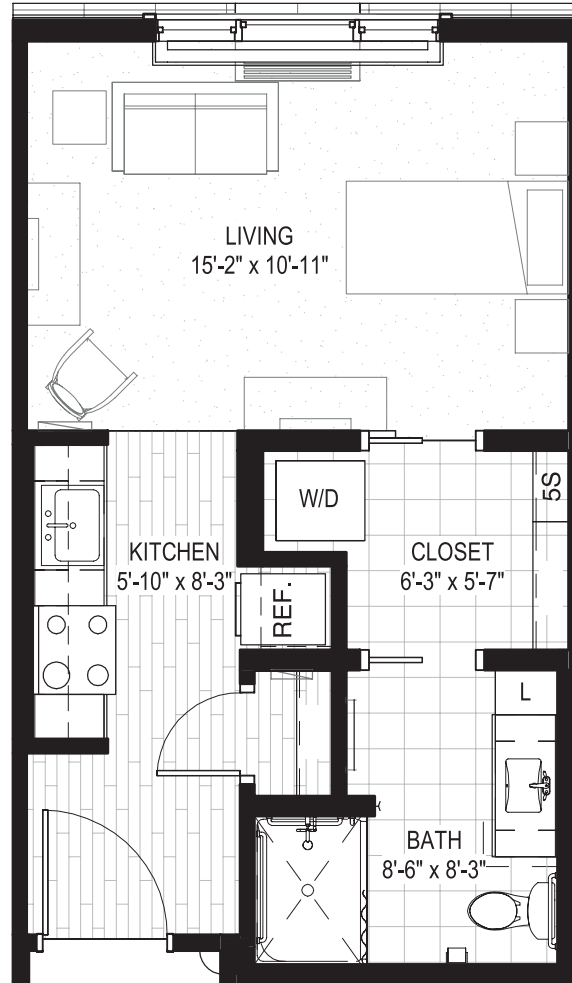 LIVING
15'-2" x 10'-11"
W/D
5S
KITCHEN
5'-10" x 8'-3"
CLOSET
6'-3" x 5'-7"
REF.
L
BATH
8'-6" x 8'-3"